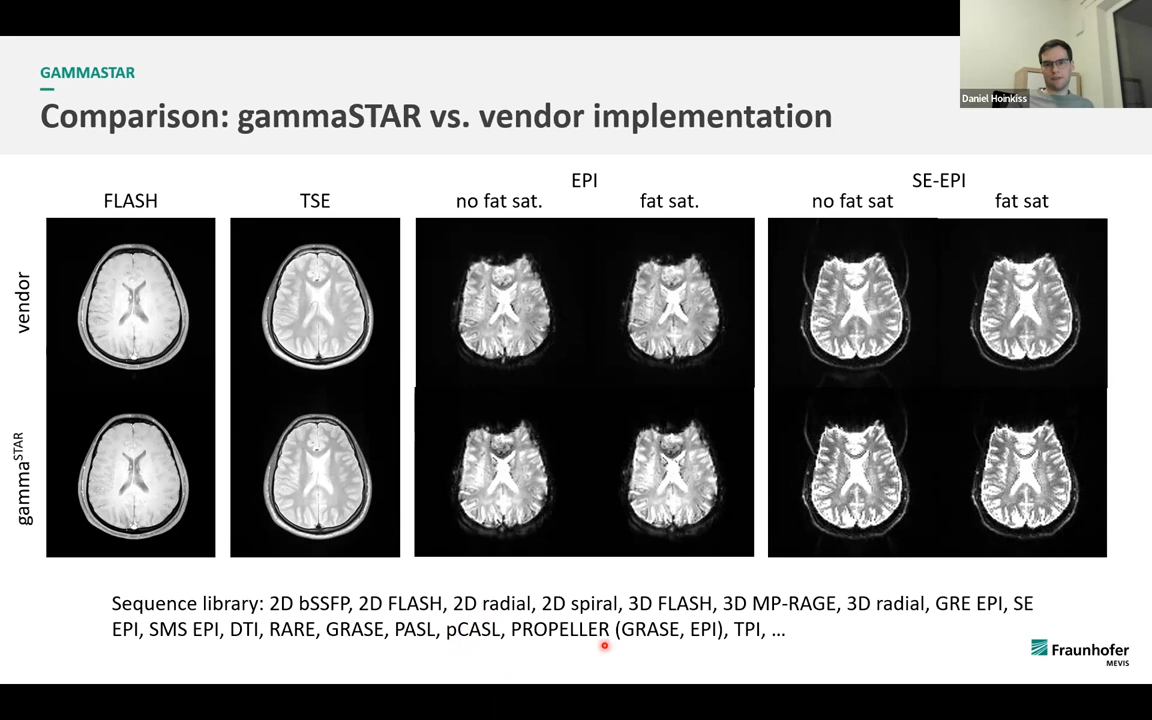 GAMMASTAR
Comparison: gammaSTAR vs. vendor implementation
Daniel Hoinkiss
EPI
SE-EPI
FLASH
TSE
no fat sat.
fat sat.
no fat sat
fat sat
vendor
gammaSTAR
Sequence library: 2D bSSFP, 2D FLASH, 2D radial, 2D spiral, 3D FLASH, 3D MP-RAGE, 3D radial, GRE EPI, SE
EPI, SMS EPI, DTI, RARE, GRASE, PASL, pCASL, PROPELLER (GRASE, EPI), TPI, ...
Fraunhofer
MEVIS